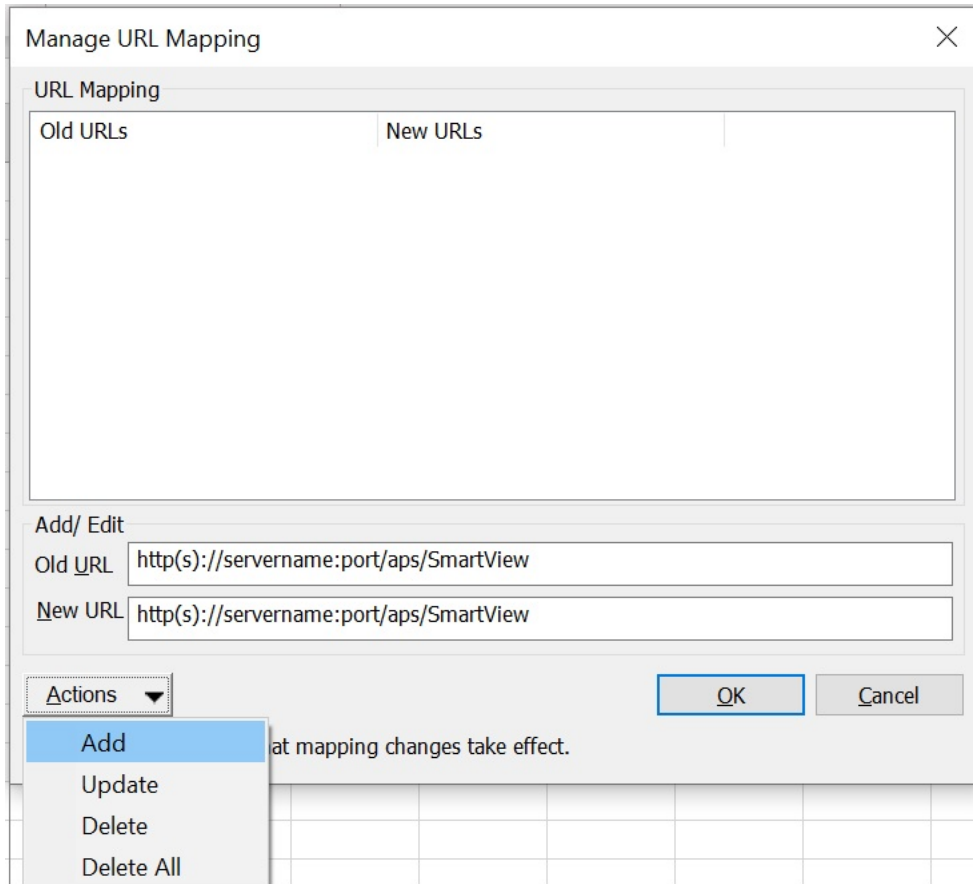 Manage URL Mapping
URL Mapping
Old URLs New URLs
Add/ Edit
Old URL http(s)://servername:port/aps/SmartView
New URL http(s)://servername:port/aps/SmartView
Actions OK Cancel
Add at mapping changes take effect.
Update
Delete
Delete All